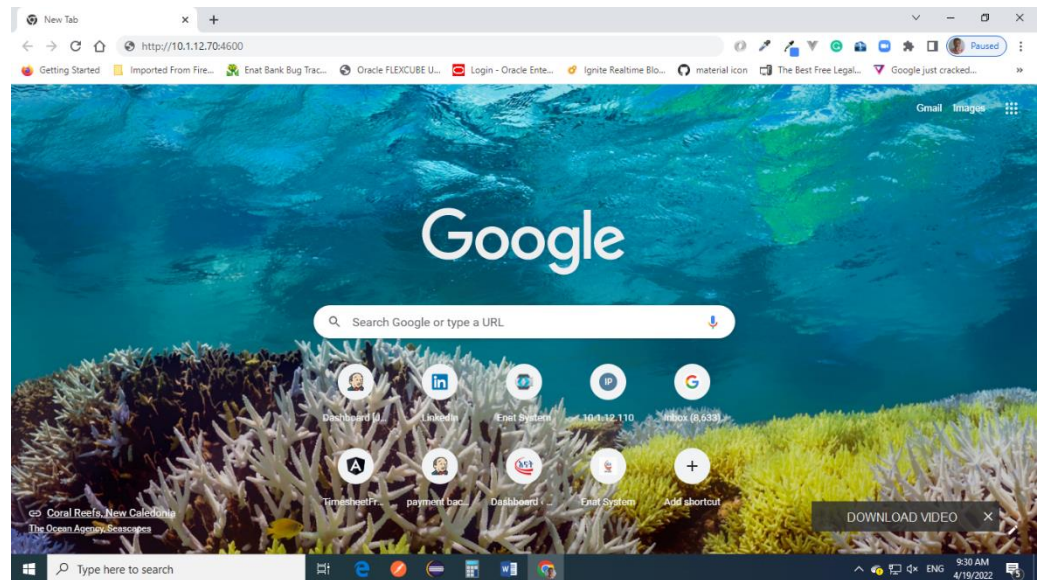 New Tab
http://10.1.12.70:4600
Paused
Getting Started Imported From Fire... Enat Bank Bug Trac... Oracle FLEXCUBE U... Login - Oracle Ente... Ignite Realtime Blo... material icon The Best Free Legal... Google just cracked... »
Gmail Images
Google
Search Google or type a URL
IP
Dashboard [J... LinkedIn Enet System 10.1.12.110 Inbox (8,633)...
TimesheetFr... payment bac... Dashboard - ... Enat System Add shortcut
Coral Reefs, New Caledonia
The Ocean Agency, Seascapes
DOWNLOAD VIDEO
Type here to search
ENG 9:30 AM
4/19/2022